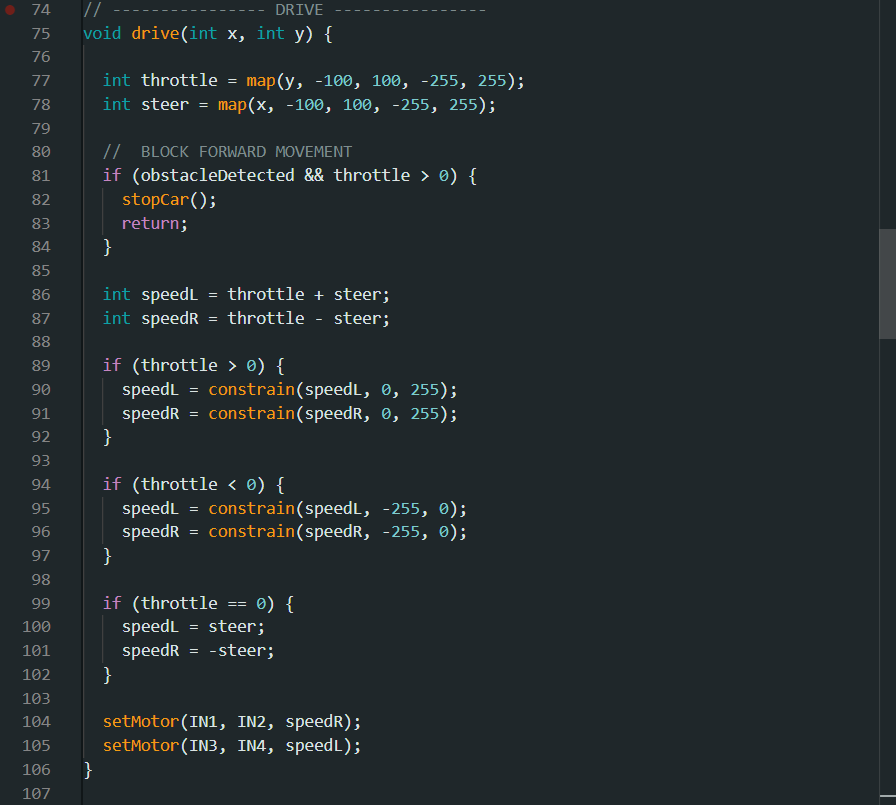 74 // ---------------- DRIVE ----------------
75 void drive(int x, int y) {
76
77   int throttle = map(y, -100, 100, -255, 255);
78   int steer = map(x, -100, 100, -255, 255);
79
80   //  BLOCK FORWARD MOVEMENT
81   if (obstacleDetected && throttle > 0) {
82     stopCar();
83     return;
84   }
85
86   int speedL = throttle + steer;
87   int speedR = throttle - steer;
88
89   if (throttle > 0) {
90     speedL = constrain(speedL, 0, 255);
91     speedR = constrain(speedR, 0, 255);
92   }
93
94   if (throttle < 0) {
95     speedL = constrain(speedL, -255, 0);
96     speedR = constrain(speedR, -255, 0);
97   }
98
99   if (throttle == 0) {
100     speedL = steer;
101     speedR = -steer;
102   }
103
104   setMotor(IN1, IN2, speedR);
105   setMotor(IN3, IN4, speedL);
106 }
107